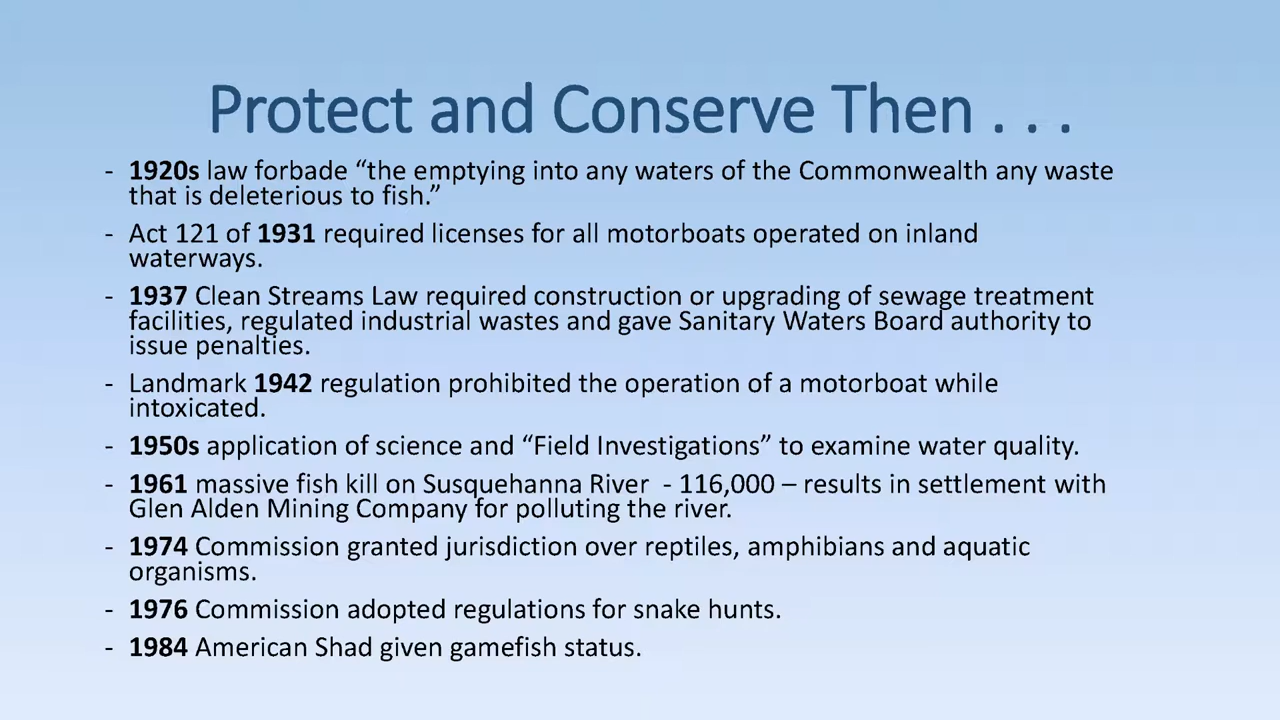 Protect and Conserve Then . . .
- 1920s law forbade “the emptying into any waters of the Commonwealth any waste
that is deleterious to fish.”
- Act 121 of 1931 required licenses for all motorboats operated on inland
waterways.
- 1937 Clean Streams Law required construction or upgrading of sewage treatment
facilities, regulated industrial wastes and gave Sanitary Waters Board authority to
issue penalties.
- Landmark 1942 regulation prohibited the operation of a motorboat while
intoxicated.
- 1950s application of science and “Field Investigations” to examine water quality.
- 1961 massive fish kill on Susquehanna River - 116,000 – results in settlement with
Glen Alden Mining Company for polluting the river.
- 1974 Commission granted jurisdiction over reptiles, amphibians and aquatic
organisms.
- 1976 Commission adopted regulations for snake hunts.
- 1984 American Shad given gamefish status.